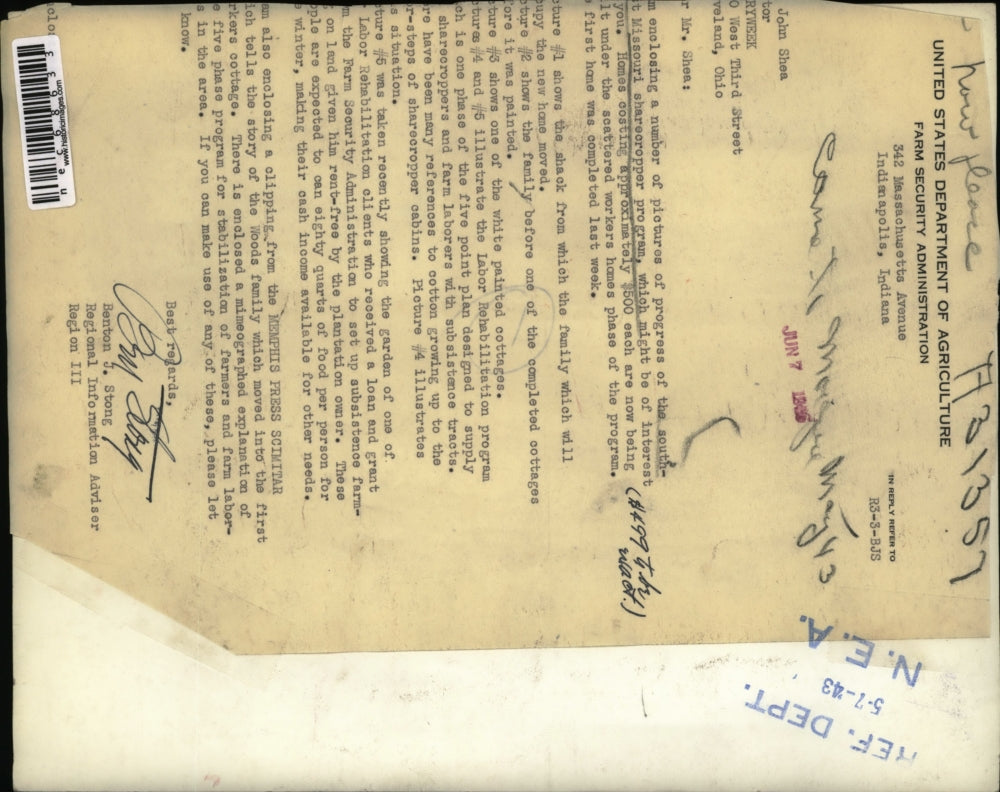 A 31357
UNITED STATES DEPARTMENT OF AGRICULTURE
FARM SECURITY ADMINISTRATION
342 Massachusetts Avenue
Indianapolis, Indiana
IN REPLY REFER TO
R3-3-BJS
May 43
JUN 7
John Shea
tor
RYWEEK
0 West Third Street
veland, Ohio
r Mr. Shea:
m enclosing a number of pictures of progress of the south-
t Missouri sharecropper program, which might be of interest
you. Homes costing approximately $500 each are now being
lt under the scattered workers homes phase of the program.
e first home was completed last week.
($499 by exact.)
cture #1 shows the shack from which the family which will
upy the new home moved.
cture #2 shows the family before one of the completed cottages
ore it was painted.
ture #3 shows one of the white painted cottages.
ctures #4 and #5 illustrate the Labor Rehabilitation program
ch is one phase of the five point plan designed to supply
sharecroppers and farm laborers with subsistence tracts.
re have been many references to cotton growing up to the
r-steps of sharecropper cabins. Picture #4 illustrates
s situation.
cture #5 was taken recently showing the garden of one of
Labor Rehabilitation clients who received a loan and grant
m the Farm Security Administration to set up subsistence farm-
g on land given him rent-free by the plantation owner. These
ple are expected to can eighty quarts of food per person for
e winter, making their cash income available for other needs.
am also enclosing a clipping from the MEMPHIS PRESS SCIMITAR
ich tells the story of the Woods family which moved into the first
rkers cottage. There is enclosed a mimeographed explanation of
e five phase program for stabilization of farmers and farm labor-
s in the area. If you can make use of any of these, please let
know.
Best regards,
Benton J. Stong
Regional Information Adviser
Region III
nclo
REF. DEPT.
5-7-43
N.E.A.
www.historicimages.com